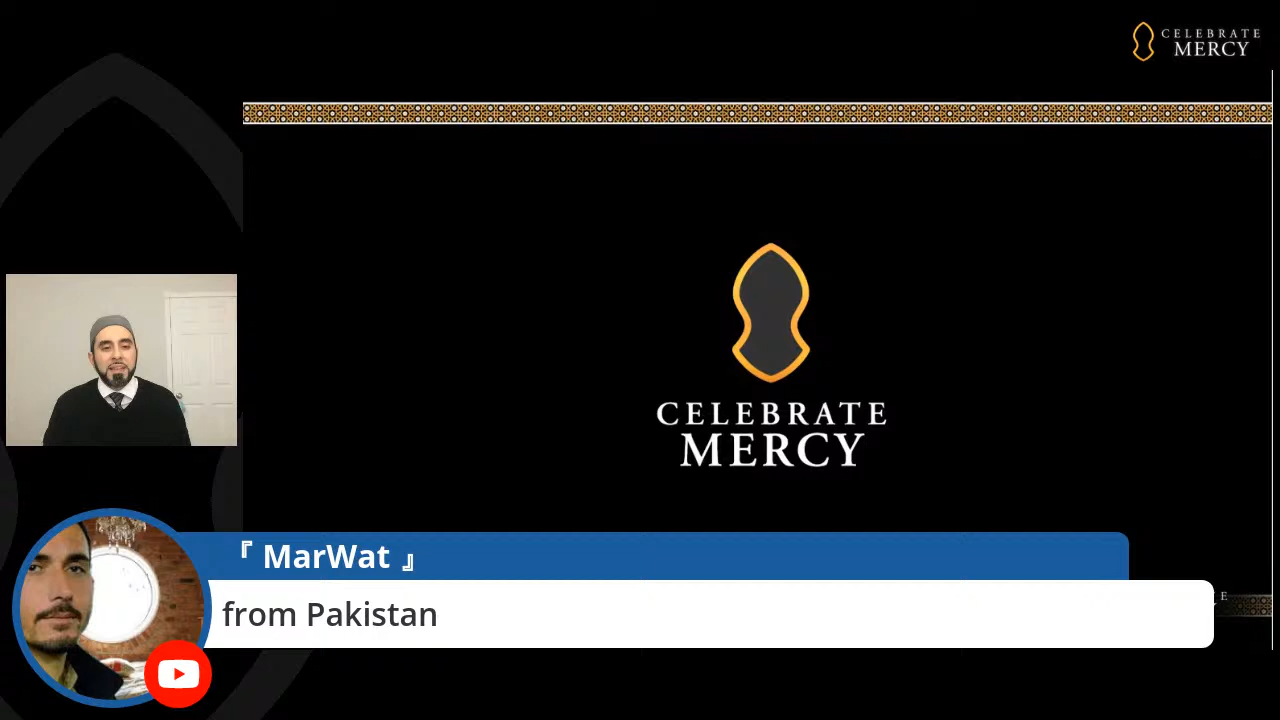 CELEBRATE
MERCY
CELEBRATE
MERCY
『 MarWat 』
from Pakistan
E